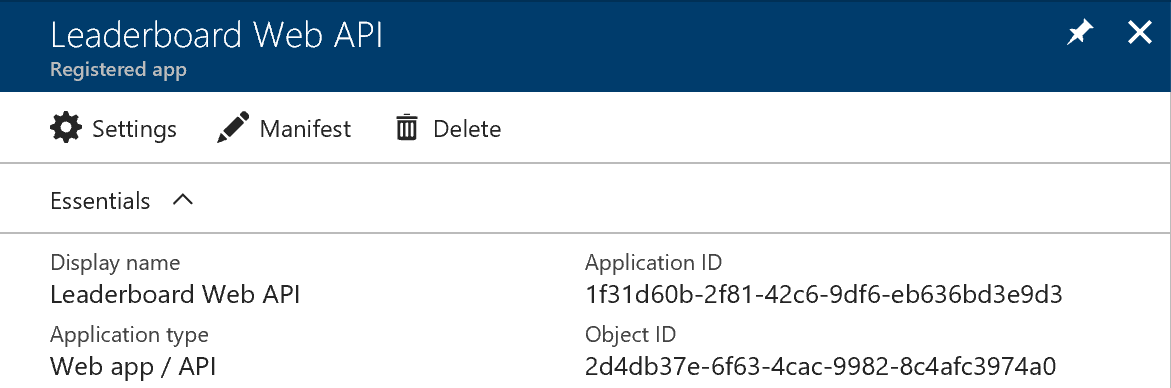 Leaderboard Web API
Registered app
Settings Manifest Delete
Essentials
Display name
Leaderboard Web API
Application type
Web app / API
Application ID
1f31d60b-2f81-42c6-9df6-eb636bd3e9d3
Object ID
2d4db37e-6f63-4cac-9982-8c4afc3974a0